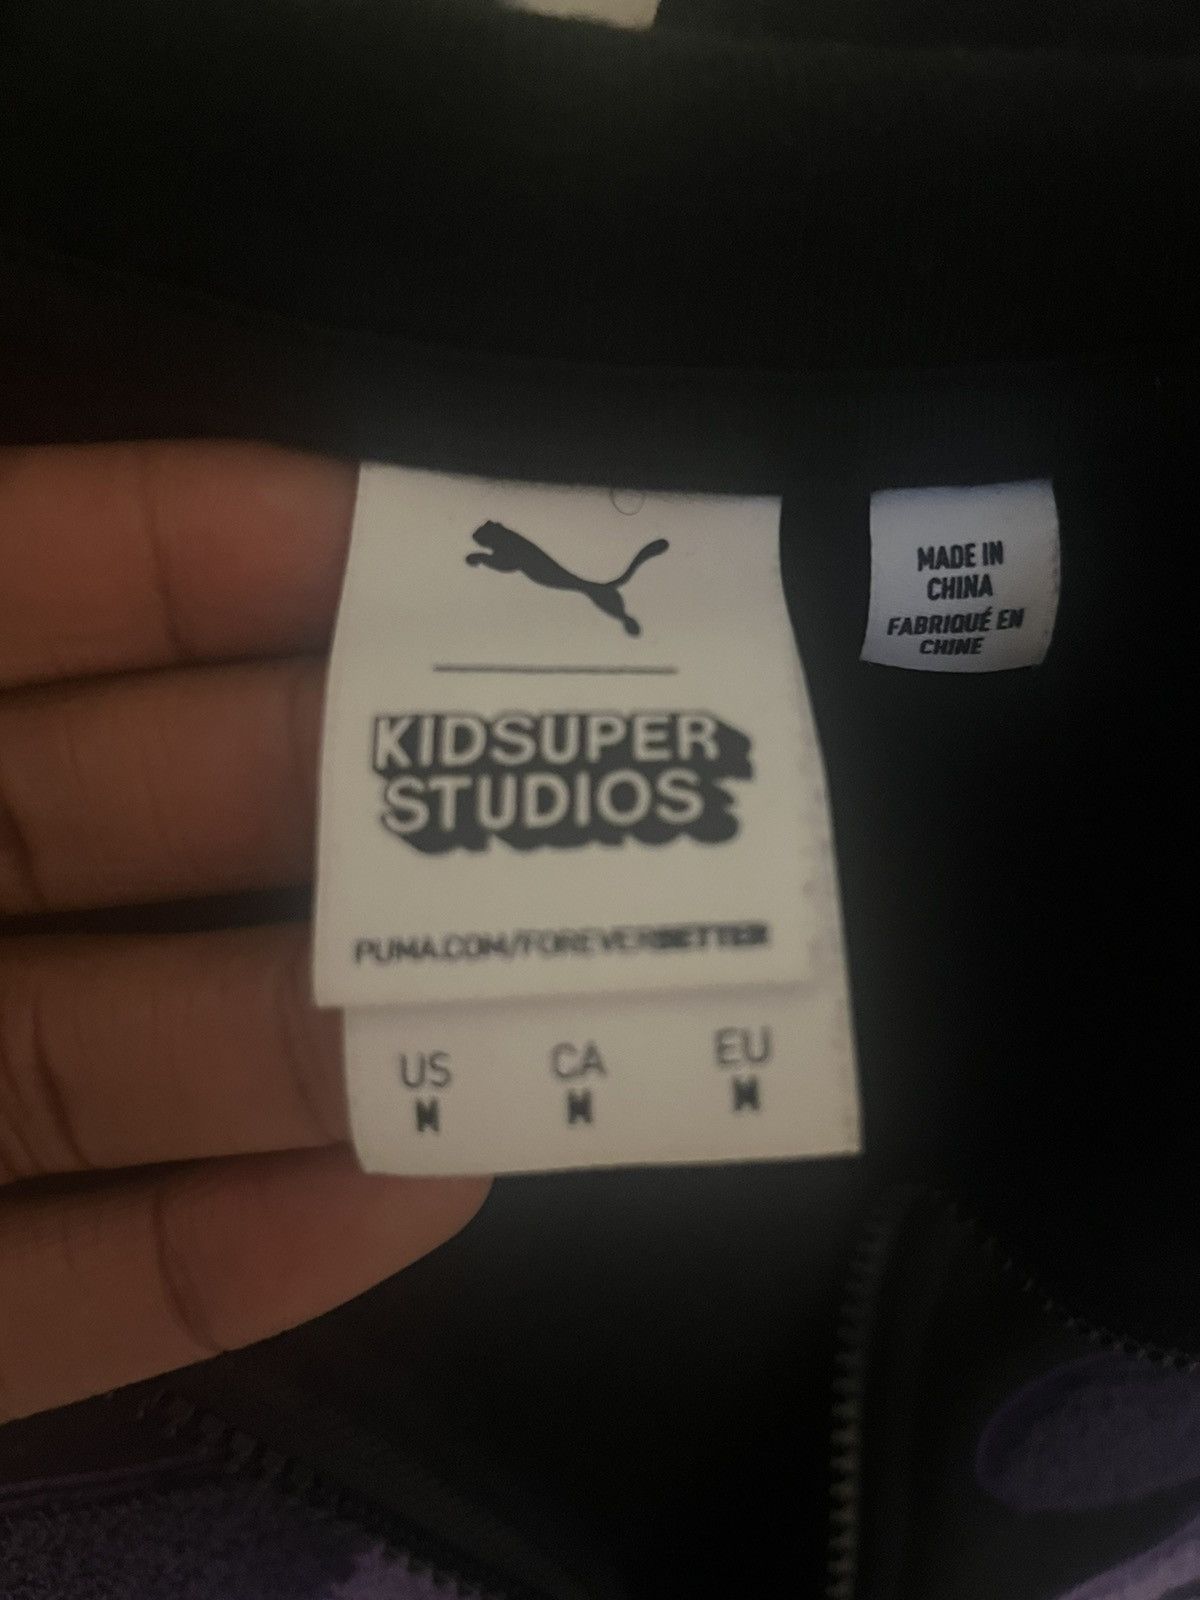 KIDSUPER
STUDIOS
PUMA.COM/FOREVERBETTER
US CA EU
M M M
MADE IN
CHINA
FABRIQUÉ EN
CHINE